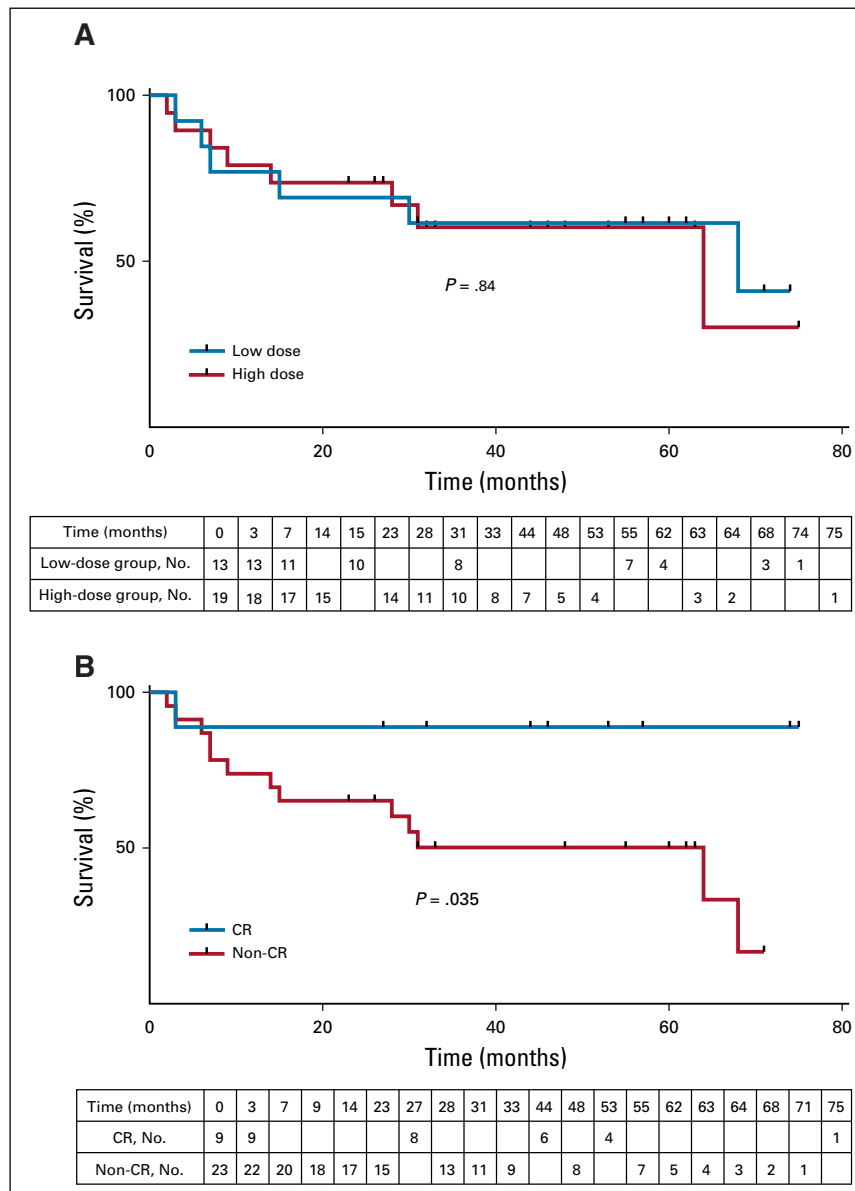 A
100
50
Survival (%)
P = .84
Low dose
High dose
0 20 40 60 80
Time (months)
Time (months) 0 3 7 14 15 23 28 31 33 44 48 53 55 62 63 64 68 74 75
Low-dose group, No. 13 13 11 10 8 7 4 3 1
High-dose group, No. 19 18 17 15 14 11 10 8 7 5 4 3 2 1
B
100
50
Survival (%)
P = .035
CR
Non-CR
0 20 40 60 80
Time (months)
Time (months) 0 3 7 9 14 23 27 28 31 33 44 48 53 55 62 63 64 68 71 75
CR, No. 9 9 8 6 4 1
Non-CR, No. 23 22 20 18 17 15 13 11 9 8 7 5 4 3 2 1